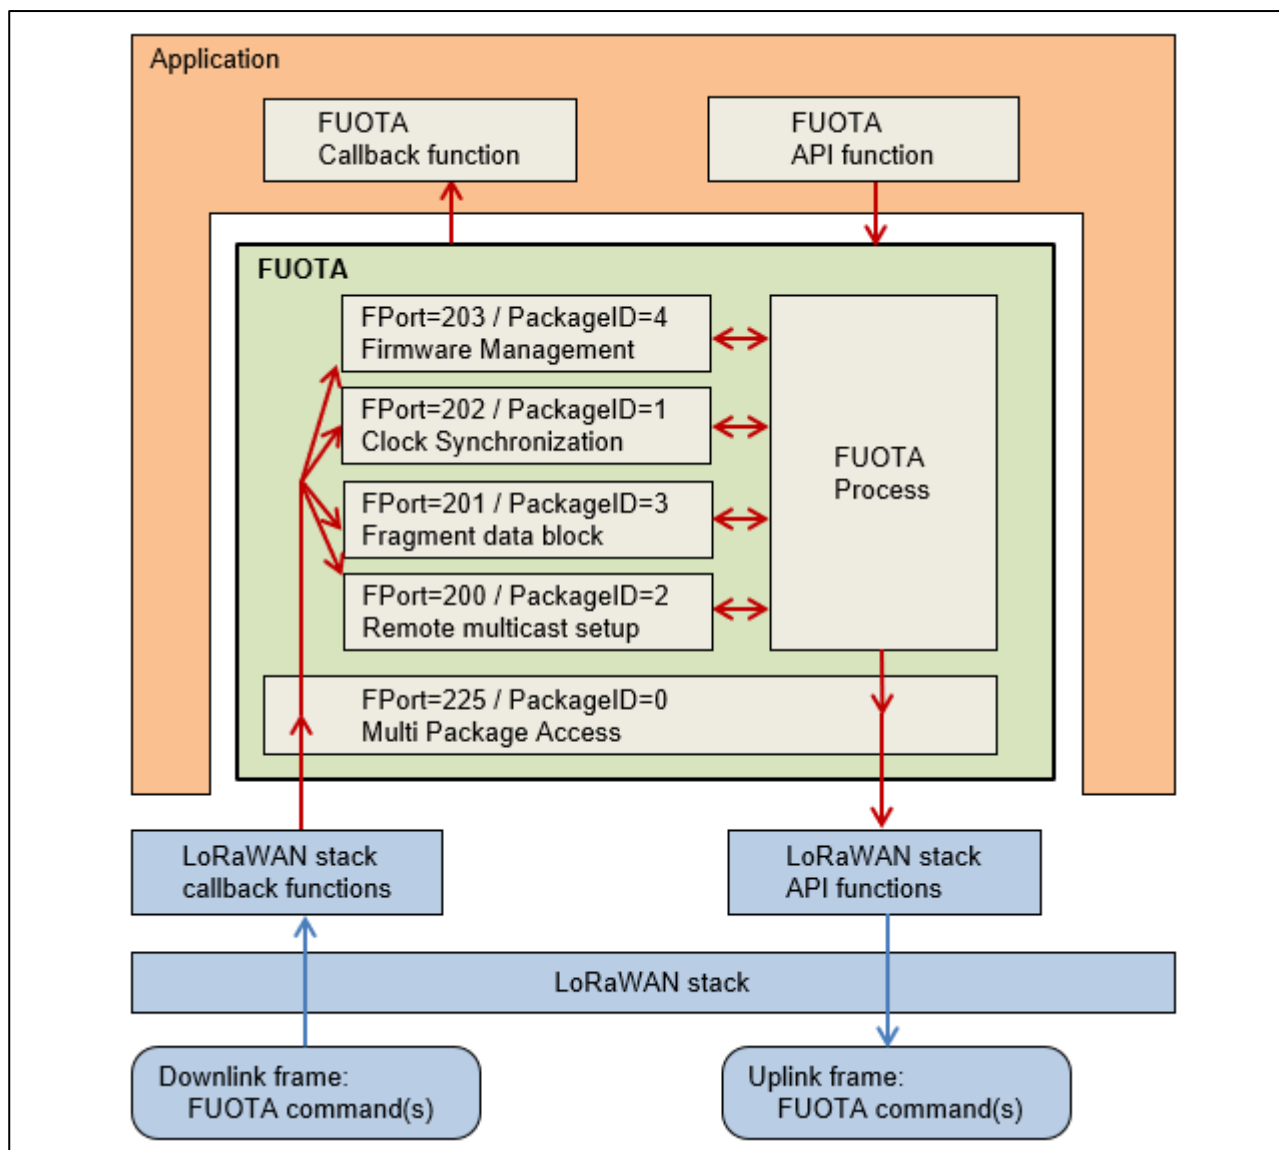 Application
FUOTA
Callback function
FUOTA
API function
FUOTA
FPort=203 / PackageID=4
Firmware Management
FPort=202 / PackageID=1
Clock Synchronization
FPort=201 / PackageID=3
Fragment data block
FPort=200 / PackageID=2
Remote multicast setup
FUOTA
Process
FPort=225 / PackageID=0
Multi Package Access
LoRaWAN stack
callback functions
LoRaWAN stack
API functions
LoRaWAN stack
Downlink frame:
FUOTA command(s)
Uplink frame:
FUOTA command(s)